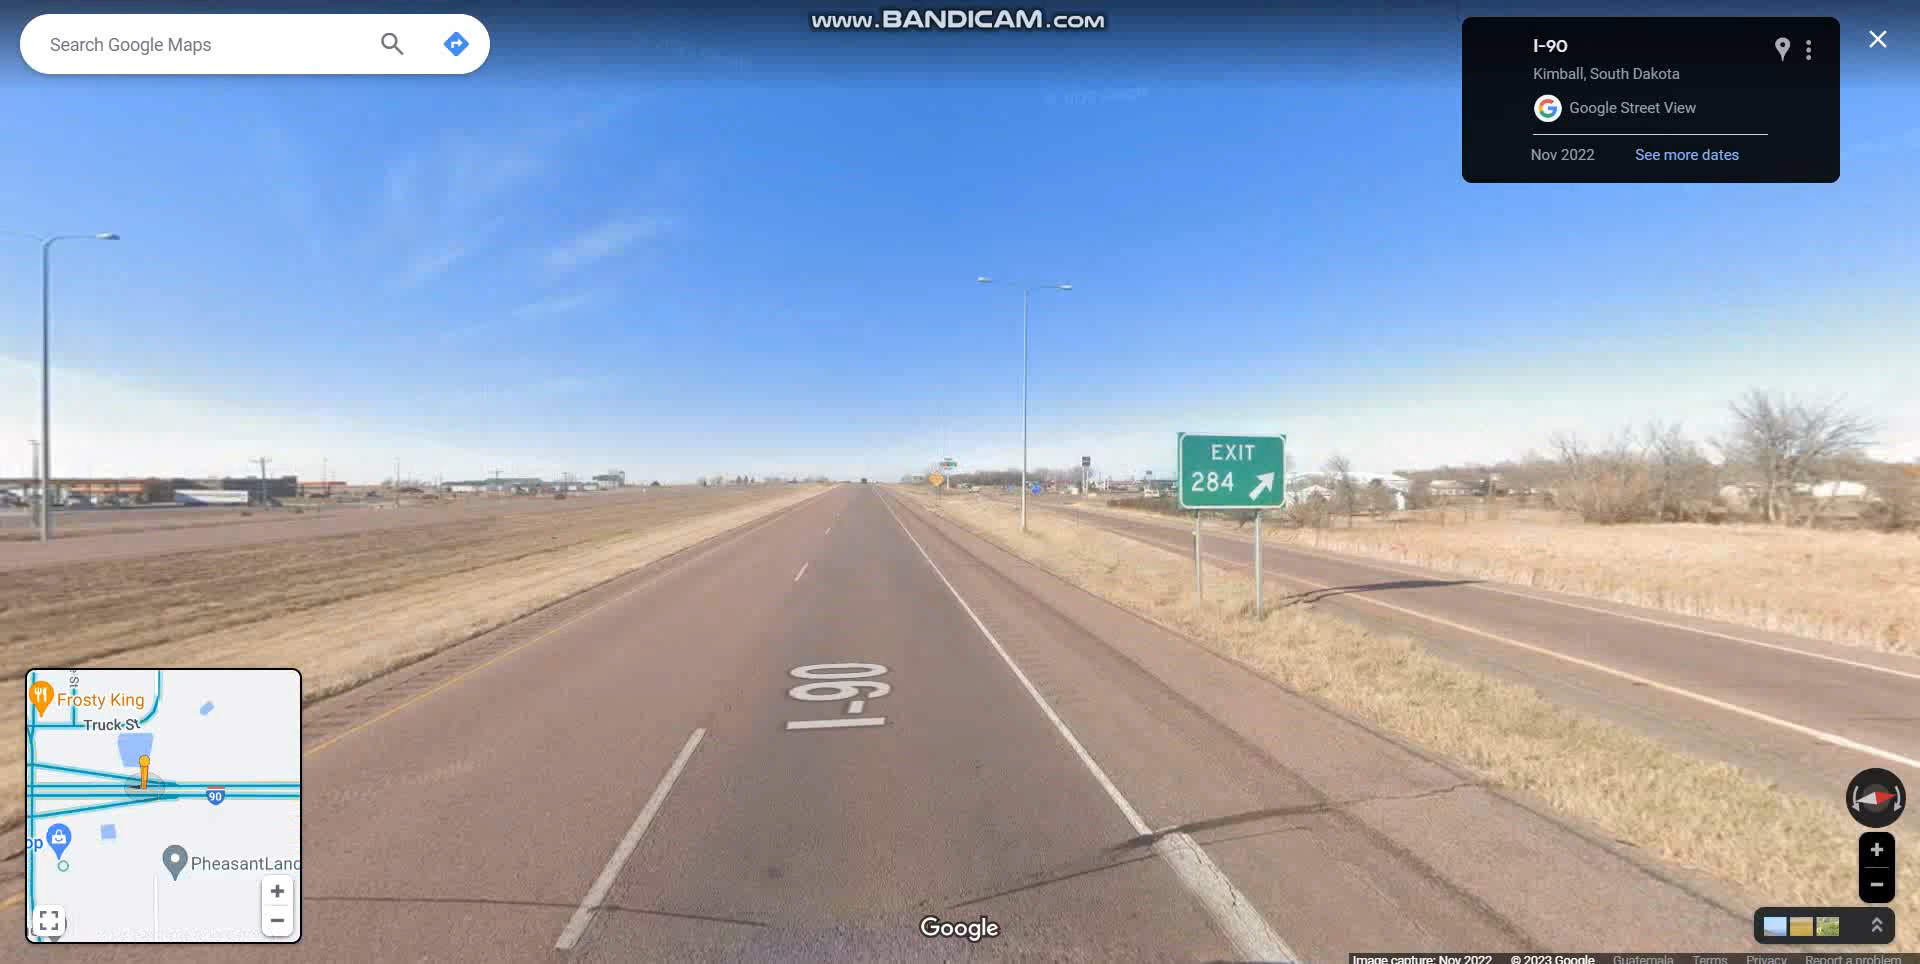 www.BANDICAM.com
Search Google Maps
I-90
Kimball, South Dakota
Google Street View
Nov 2022
See more dates
EXIT
284
I-90
Frosty King
Truck St
90
PheasantLand
Google
Image capture: Nov 2022
© 2023 Google
Guatemala
Terms
Privacy
Report a problem